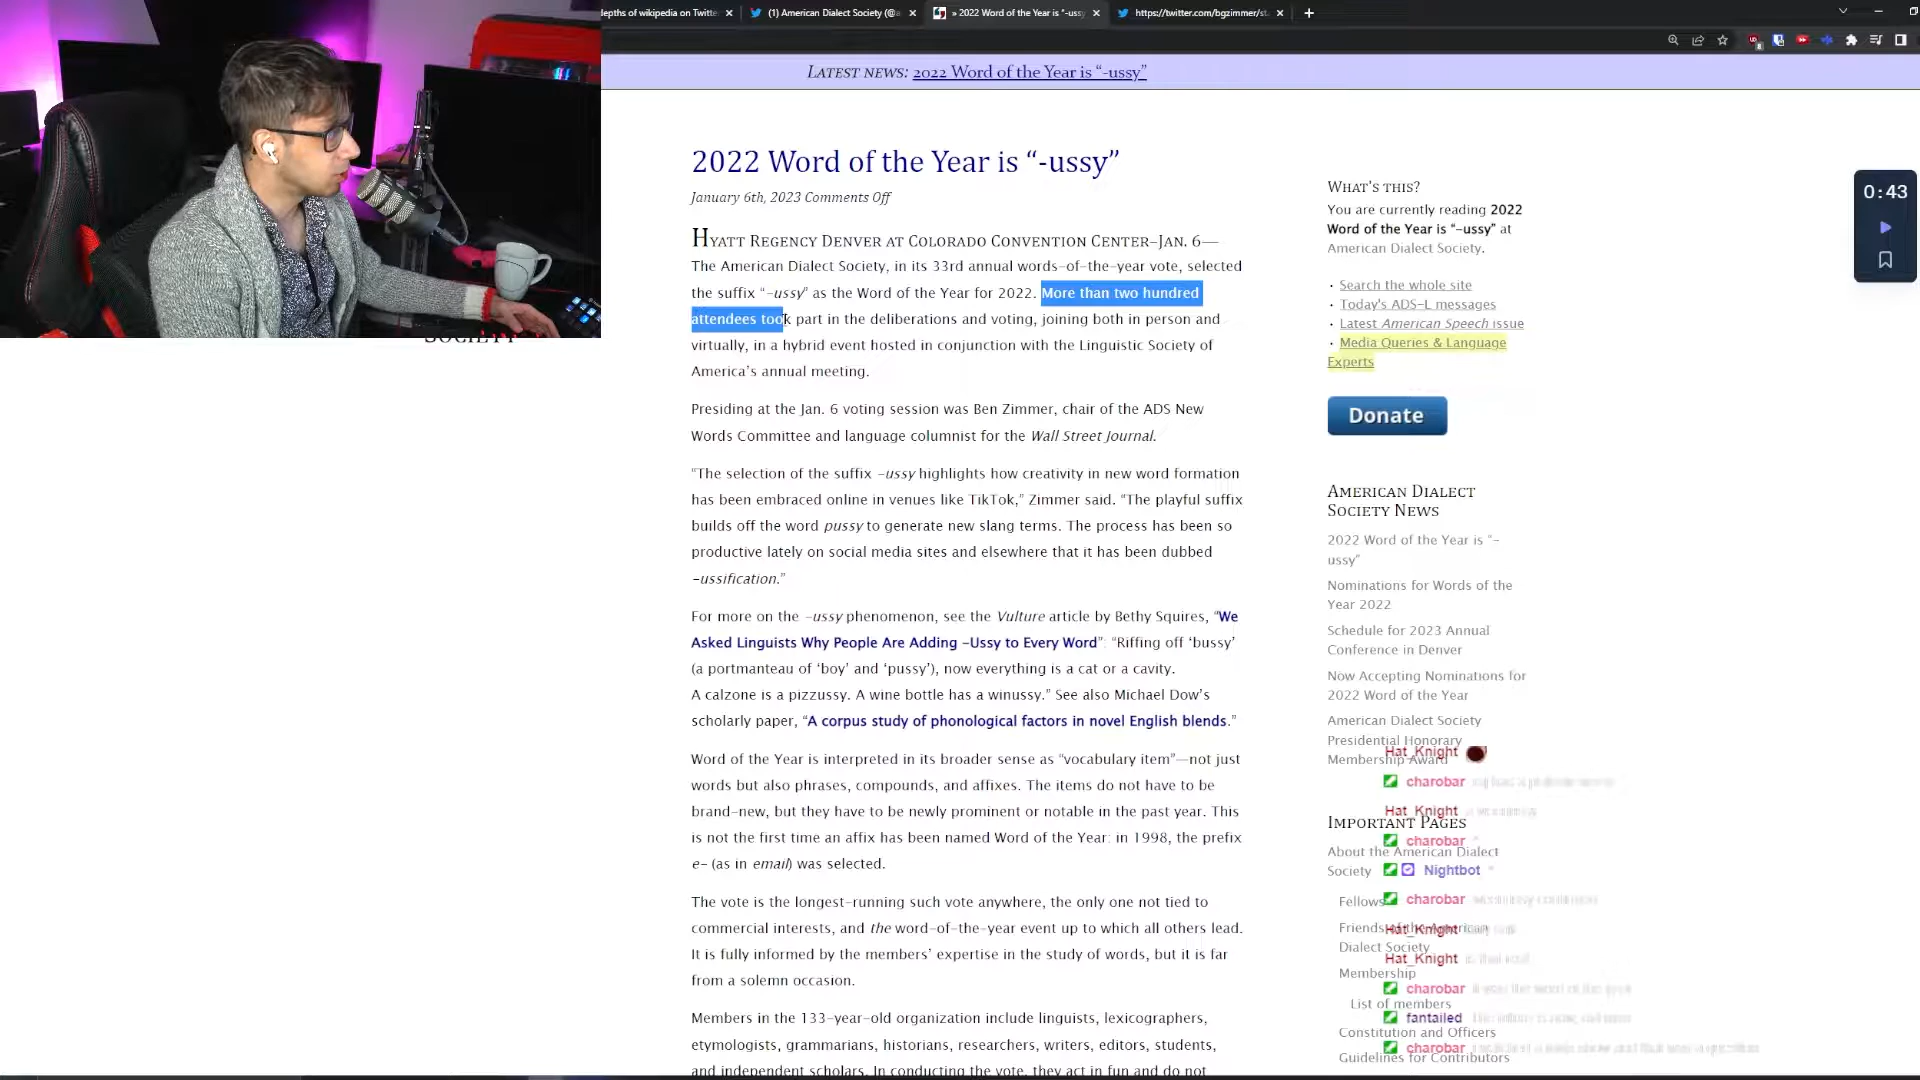 depths of wikipedia on Twitte
(1) American Dialect Society (@a
» 2022 Word of the Year is “-ussy
https://twitter.com/bgzimmer/st
Latest news: 2022 Word of the Year is “-ussy”
2022 Word of the Year is “-ussy”
January 6th, 2023 Comments Off
Hyatt Regency Denver at Colorado Convention Center–Jan. 6—
The American Dialect Society, in its 33rd annual words-of-the-year vote, selected
the suffix “-ussy” as the Word of the Year for 2022. More than two hundred
attendees took part in the deliberations and voting, joining both in person and
virtually, in a hybrid event hosted in conjunction with the Linguistic Society of
America’s annual meeting.
Presiding at the Jan. 6 voting session was Ben Zimmer, chair of the ADS New
Words Committee and language columnist for the Wall Street Journal.
“The selection of the suffix -ussy highlights how creativity in new word formation
has been embraced online in venues like TikTok,” Zimmer said. “The playful suffix
builds off the word pussy to generate new slang terms. The process has been so
productive lately on social media sites and elsewhere that it has been dubbed
-ussification.”
For more on the -ussy phenomenon, see the Vulture article by Bethy Squires, “We
Asked Linguists Why People Are Adding -Ussy to Every Word”: “Riffing off ‘bussy’
(a portmanteau of ‘boy’ and ‘pussy’), now everything is a cat or a cavity.
A calzone is a pizzussy. A wine bottle has a winussy.” See also Michael Dow’s
scholarly paper, “A corpus study of phonological factors in novel English blends.”
Word of the Year is interpreted in its broader sense as “vocabulary item”—not just
words but also phrases, compounds, and affixes. The items do not have to be
brand-new, but they have to be newly prominent or notable in the past year. This
is not the first time an affix has been named Word of the Year: in 1998, the prefix
e- (as in email) was selected.
The vote is the longest-running such vote anywhere, the only one not tied to
commercial interests, and the word-of-the-year event up to which all others lead.
It is fully informed by the members’ expertise in the study of words, but it is far
from a solemn occasion.
Members in the 133-year-old organization include linguists, lexicographers,
etymologists, grammarians, historians, researchers, writers, editors, students,
and independent scholars. In conducting the vote, they act in fun and do not
What’s this?
You are currently reading 2022
Word of the Year is “-ussy” at
American Dialect Society.
• Search the whole site
• Today’s ADS-L messages
• Latest American Speech issue
• Media Queries & Language
Experts
Donate
American Dialect
Society News
2022 Word of the Year is “-
ussy”
Nominations for Words of the
Year 2022
Schedule for 2023 Annual
Conference in Denver
Now Accepting Nominations for
2022 Word of the Year
American Dialect Society
Presidential Honorary
Membership Award
Important Pages
About the American Dialect
Society
Fellows
Friends of the American
Dialect Society
Membership
List of members
Constitution and Officers
Guidelines for Contributors
Hat_Knight
charobar
Hat_Knight
charobar
Nightbot
charobar
Hat_Knight
Hat_Knight
charobar
fantailed
charobar
0:43
Society